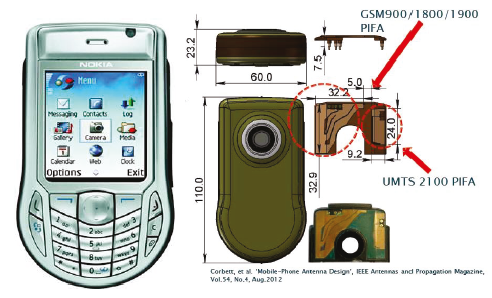 GSM900/1800/1900
PIFA
23.2
60.0
7.5
5.0
32.2
NOKIA
Menu
Messaging Contacts Log
Gallery Camera Media
Calendar Web Clock
Options Exit
110.0
24.0
9.2
32.9
UMTS 2100 PIFA
Corbett, et al. 'Mobile-Phone Antenna Design', IEEE Antennas and Propagation Magazine,
Vol.54, No.4, Aug.2012